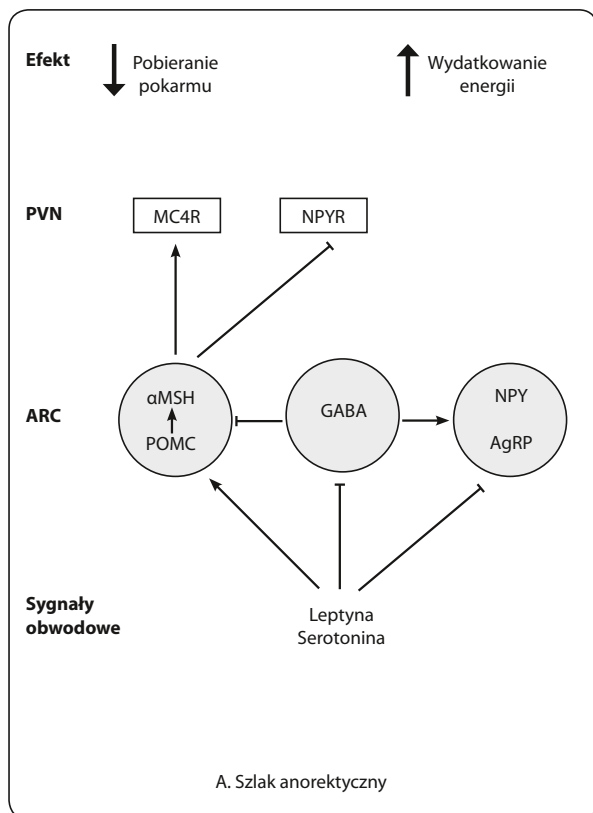 Efekt
Pobieranie
pokarmu
Wydatkowanie
energii
PVN
MC4R
NPYR
ARC
αMSH
POMC
GABA
NPY
AgRP
Sygnały
obwodowe
Leptyna
Serotonina
A. Szlak anorektyczny